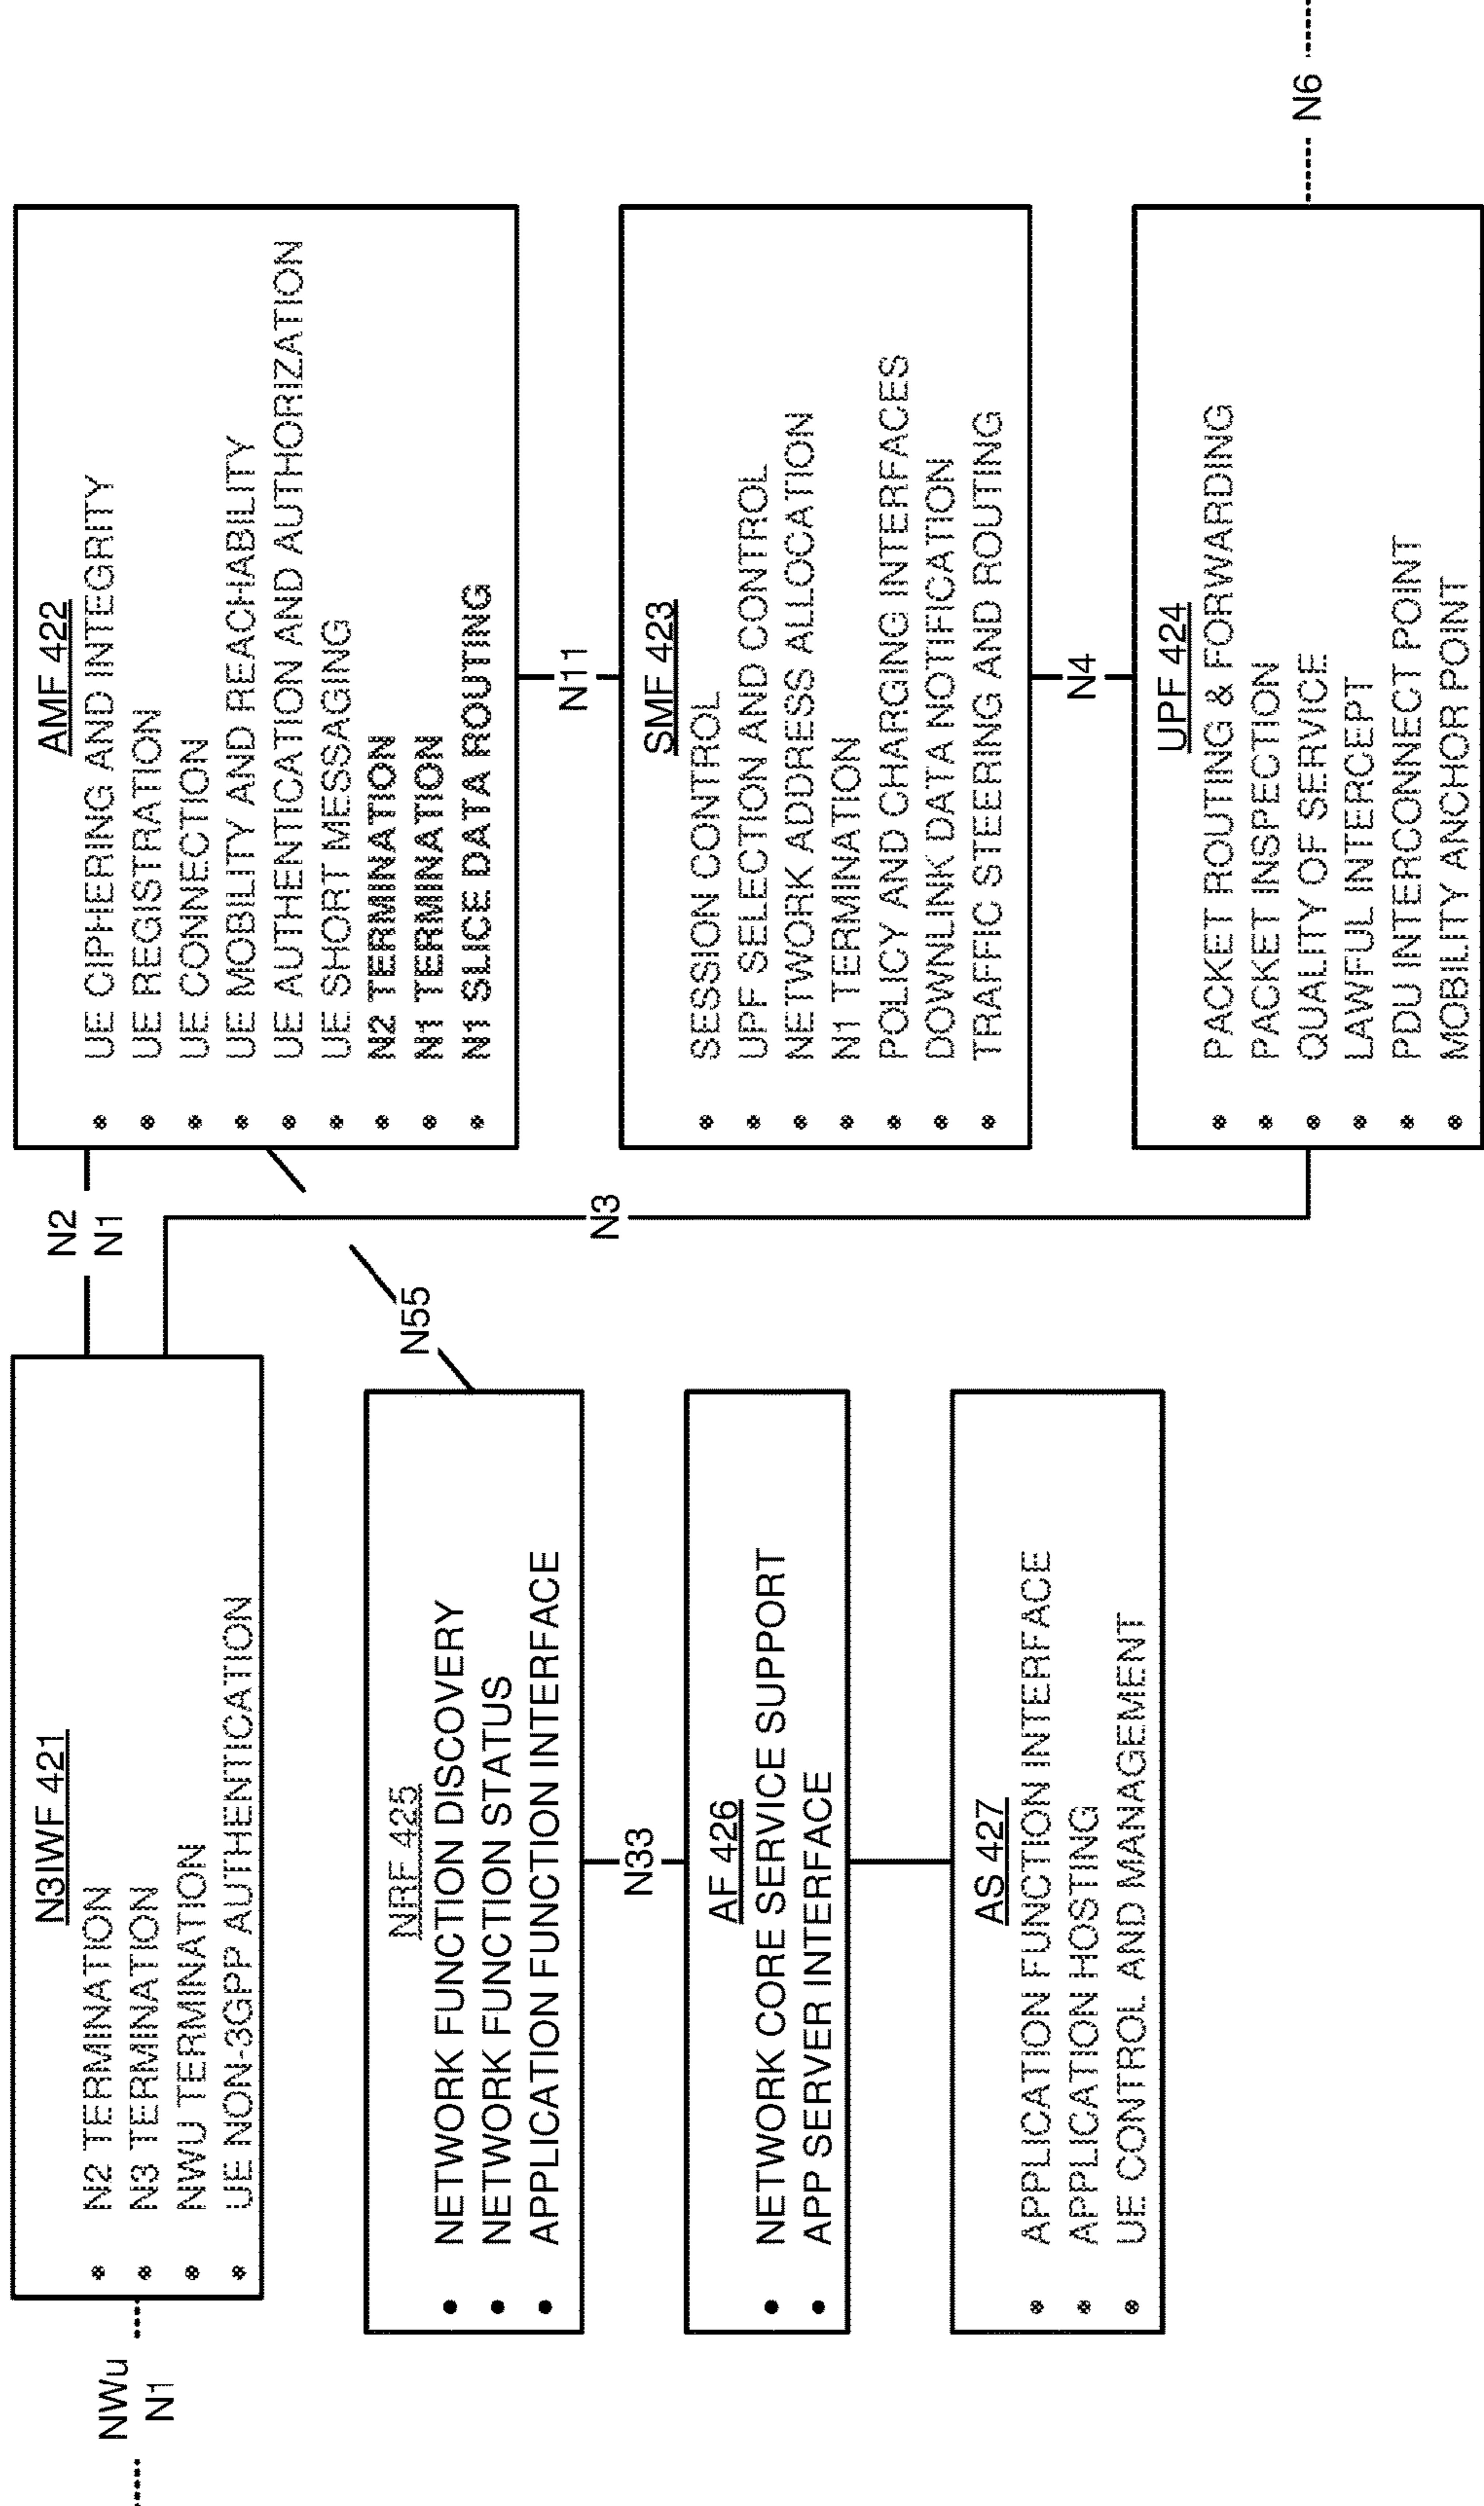 NWu
N1
N3IWF 421
• N2 TERMINATION
• N3 TERMINATION
• NWU TERMINATION
• UE NON-3GPP AUTHENTICATION
N2
N1
AMF 422
• UE CIPHERING AND INTEGRITY
• UE REGISTRATION
• UE CONNECTION
• UE MOBILITY AND REACHABILITY
• UE AUTHENTICATION AND AUTHORIZATION
• UE SHORT MESSAGING
• N2 TERMINATION
• N1 TERMINATION
• N1 SLICE DATA ROUTING
N55
N3
N11
NRF 425
• NETWORK FUNCTION DISCOVERY
• NETWORK FUNCTION STATUS
• APPLICATION FUNCTION INTERFACE
N33
SMF 423
• SESSION CONTROL
• UPF SELECTION AND CONTROL
• NETWORK ADDRESS ALLOCATION
• N1 TERMINATION
• POLICY AND CHARGING INTERFACES
• DOWNLINK DATA NOTIFICATION
• TRAFFIC STEERING AND ROUTING
AF 426
• NETWORK CORE SERVICE SUPPORT
• APP SERVER INTERFACE
N4
AS 427
• APPLICATION FUNCTION INTERFACE
• APPLICATION HOSTING
• UE CONTROL AND MANAGEMENT
UPF 424
• PACKET ROUTING & FORWARDING
• PACKET INSPECTION
• QUALITY OF SERVICE
• LAWFUL INTERCEPT
• PDU INTERCONNECT POINT
• MOBILITY ANCHOR POINT
N6